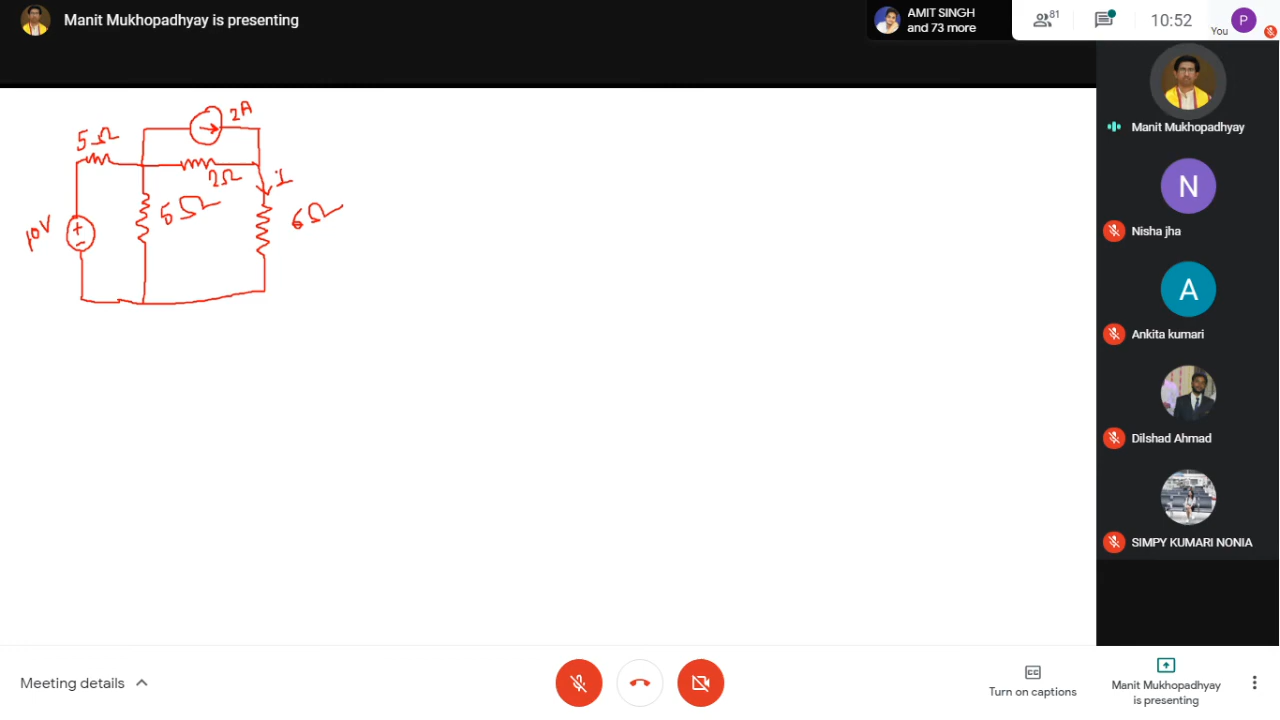 Manit Mukhopadhyay is presenting
AMIT SINGH
and 73 more
81
10:52
You
P
2A
5Ω
2Ω
I
5Ω
6Ω
10V
+
-
Manit Mukhopadhyay
N
Nisha jha
A
Ankita kumari
Dilshad Ahmad
SIMPY KUMARI NONIA
Meeting details
CC
Turn on captions
Manit Mukhopadhyay
is presenting